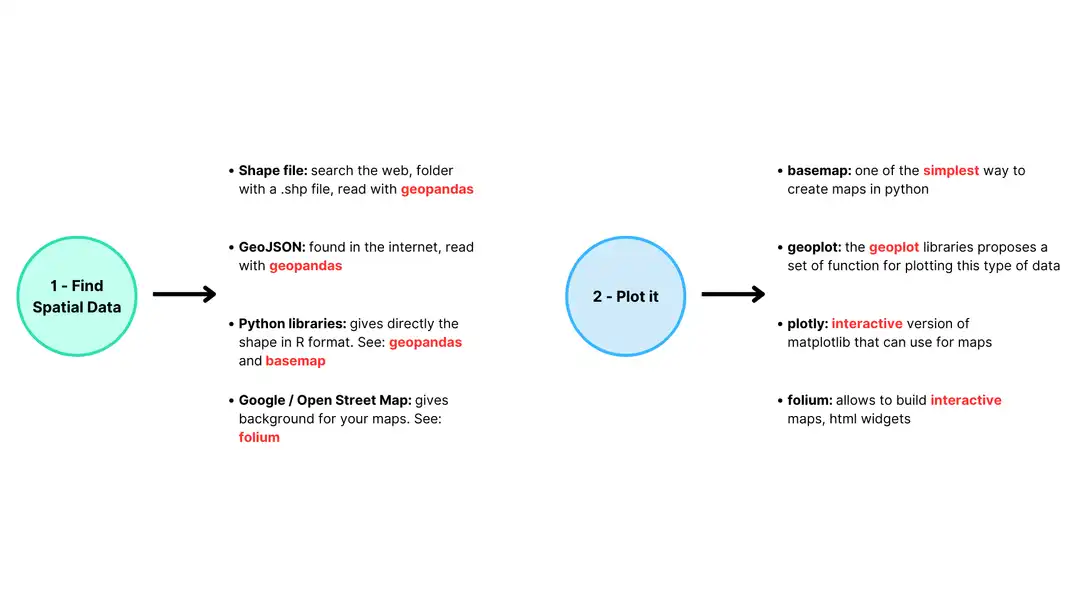 1 - Find
Spatial Data
• Shape file: search the web, folder
with a .shp file, read with geopandas
• GeoJSON: found in the internet, read
with geopandas
• Python libraries: gives directly the
shape in R format. See: geopandas
and basemap
• Google / Open Street Map: gives
background for your maps. See:
folium
2 - Plot it
• basemap: one of the simplest way to
create maps in python
• geoplot: the geoplot libraries proposes a
set of function for plotting this type of data
• plotly: interactive version of
matplotlib that can use for maps
• folium: allows to build interactive
maps, html widgets